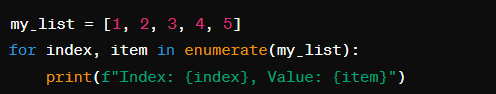 my_list = [1, 2, 3, 4, 5]
for index, item in enumerate(my_list):
    print(f"Index: {index}, Value: {item}")